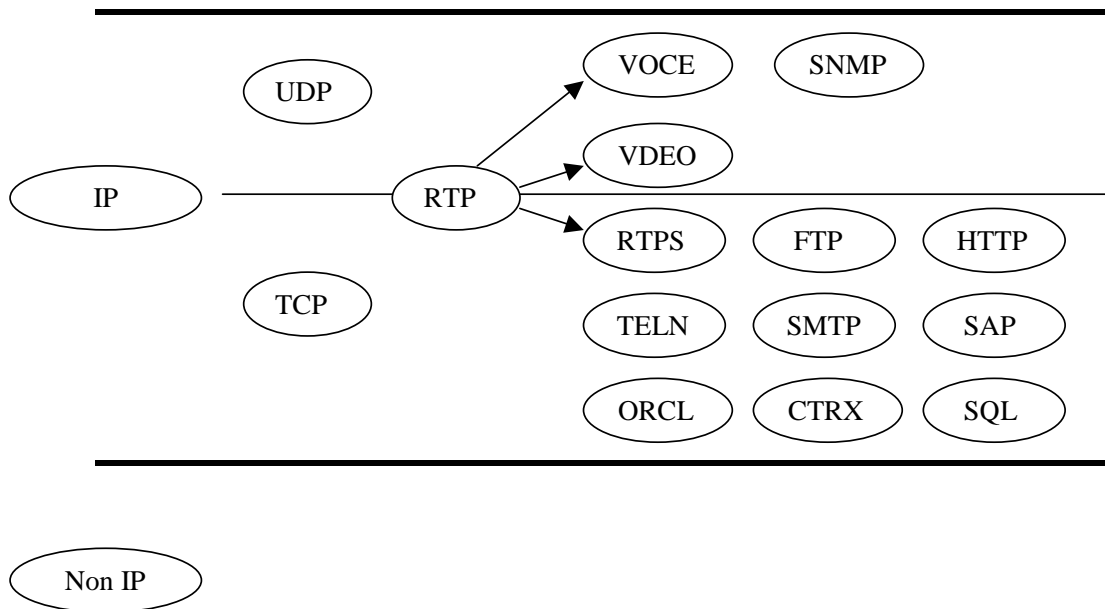 VOCE SNMP
UDP
VDEO
IP RTP
RTPS FTP HTTP
TCP
TELN SMTP SAP
ORCL CTRX SQL
Non IP